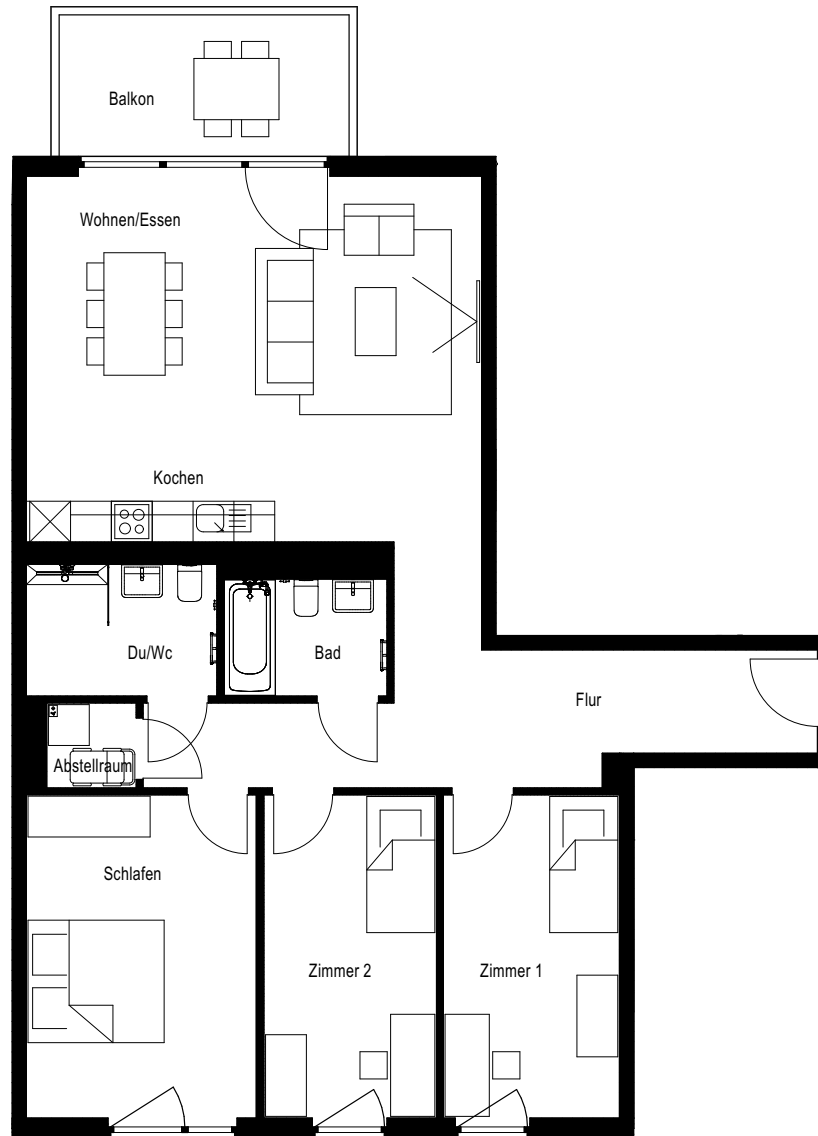 Balkon
Wohnen/Essen
Kochen
Du/Wc
Bad
Flur
Abstellraum
Schlafen
Zimmer 2
Zimmer 1